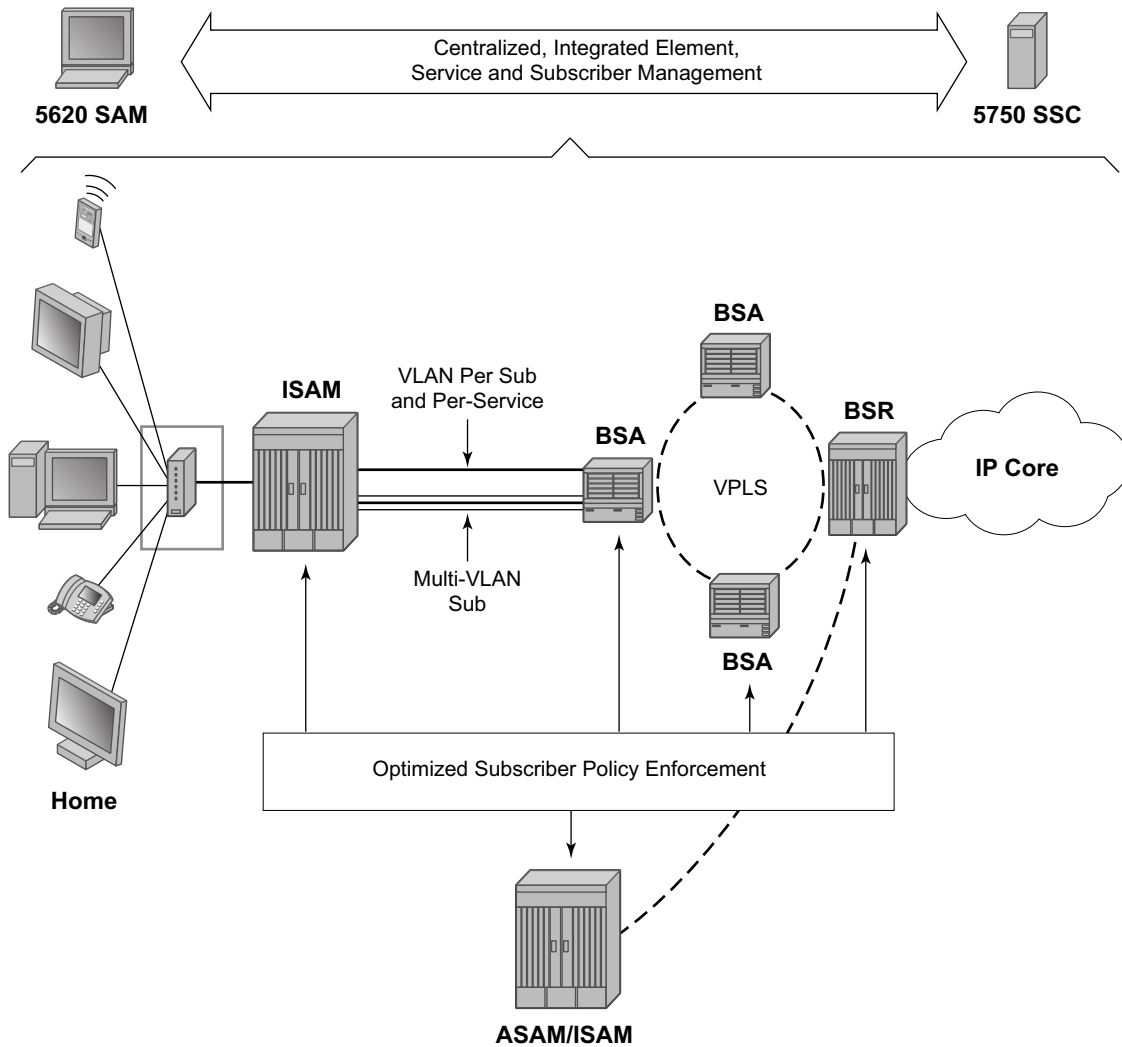 Centralized, Integrated Element,
Service and Subscriber Management
5620 SAM
5750 SSC
BSA
ISAM
VLAN Per Sub
and Per-Service
BSA
BSR
IP Core
VPLS
Multi-VLAN
Sub
BSA
Optimized Subscriber Policy Enforcement
Home
ASAM/ISAM